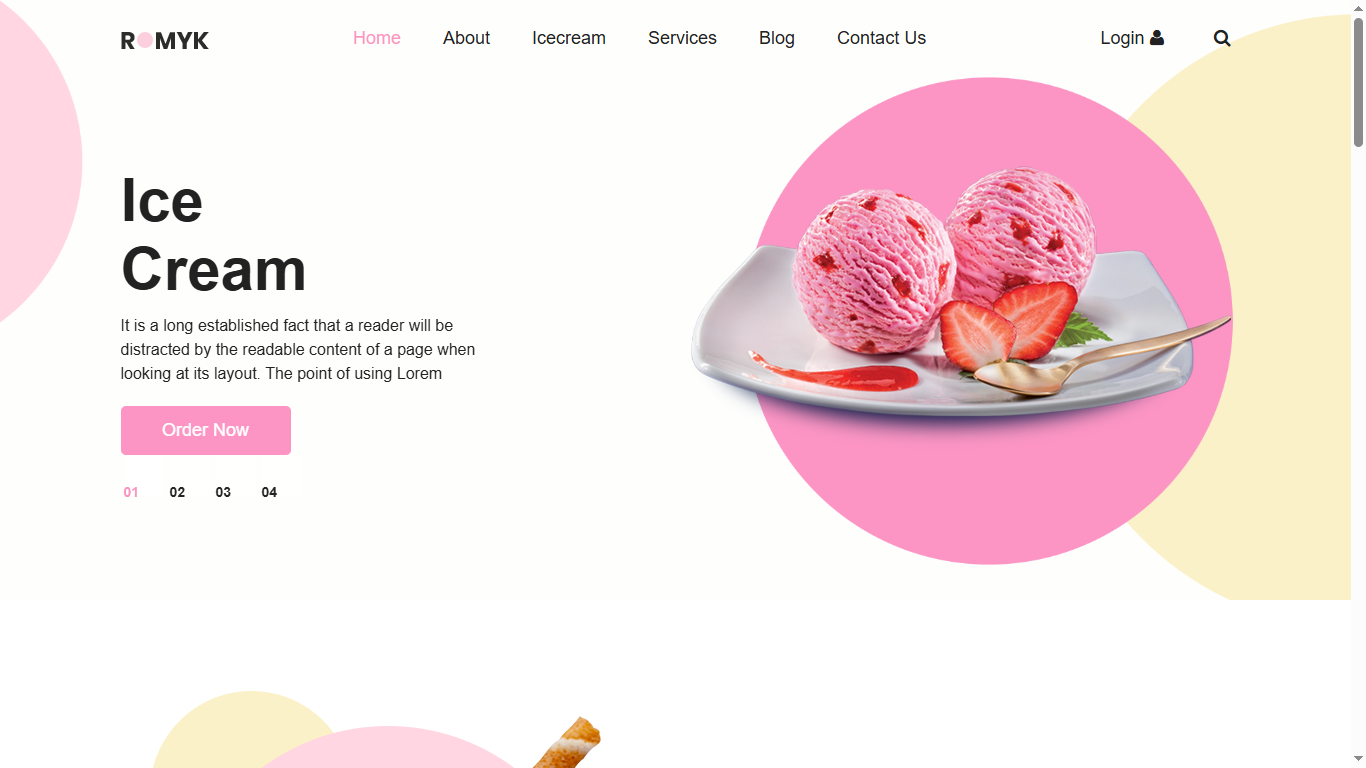 ROMYK
Home About Icecream Services Blog Contact Us Login
Ice
Cream
It is a long established fact that a reader will be
distracted by the readable content of a page when
looking at its layout. The point of using Lorem
Order Now
01 02 03 04